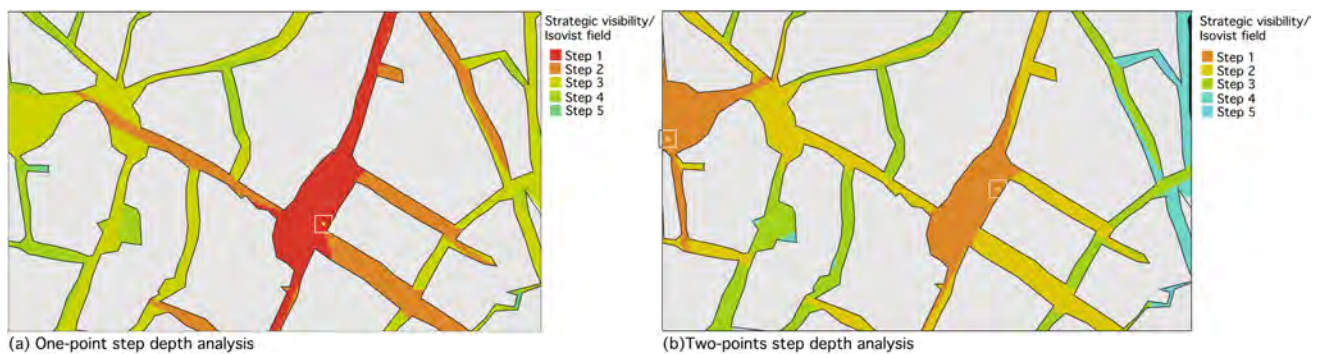 Strategic visibility/
Isovist field
Step 1
Step 2
Step 3
Step 4
Step 5
(a) One-point step depth analysis
Strategic visibility/
Isovist field
Step 1
Step 2
Step 3
Step 4
Step 5
(b)Two-points step depth analysis